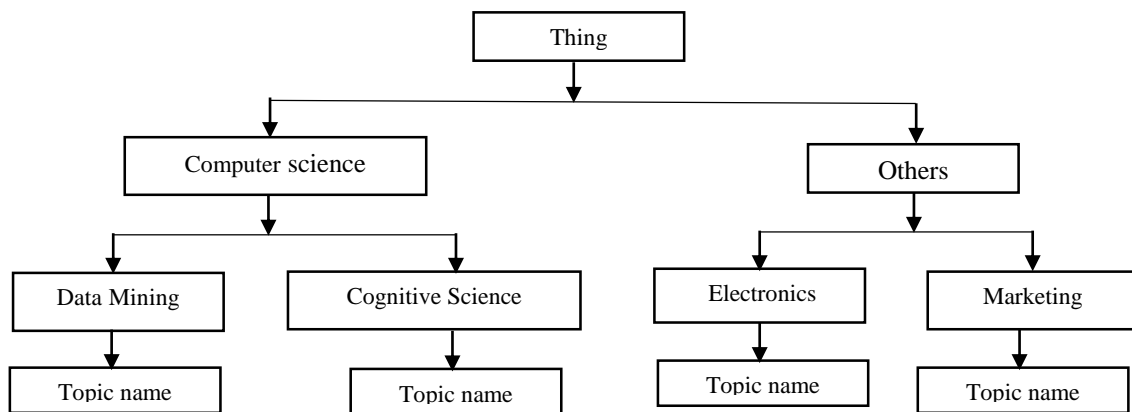 Thing
Computer science
Others
Data Mining
Cognitive Science
Electronics
Marketing
Topic name
Topic name
Topic name
Topic name